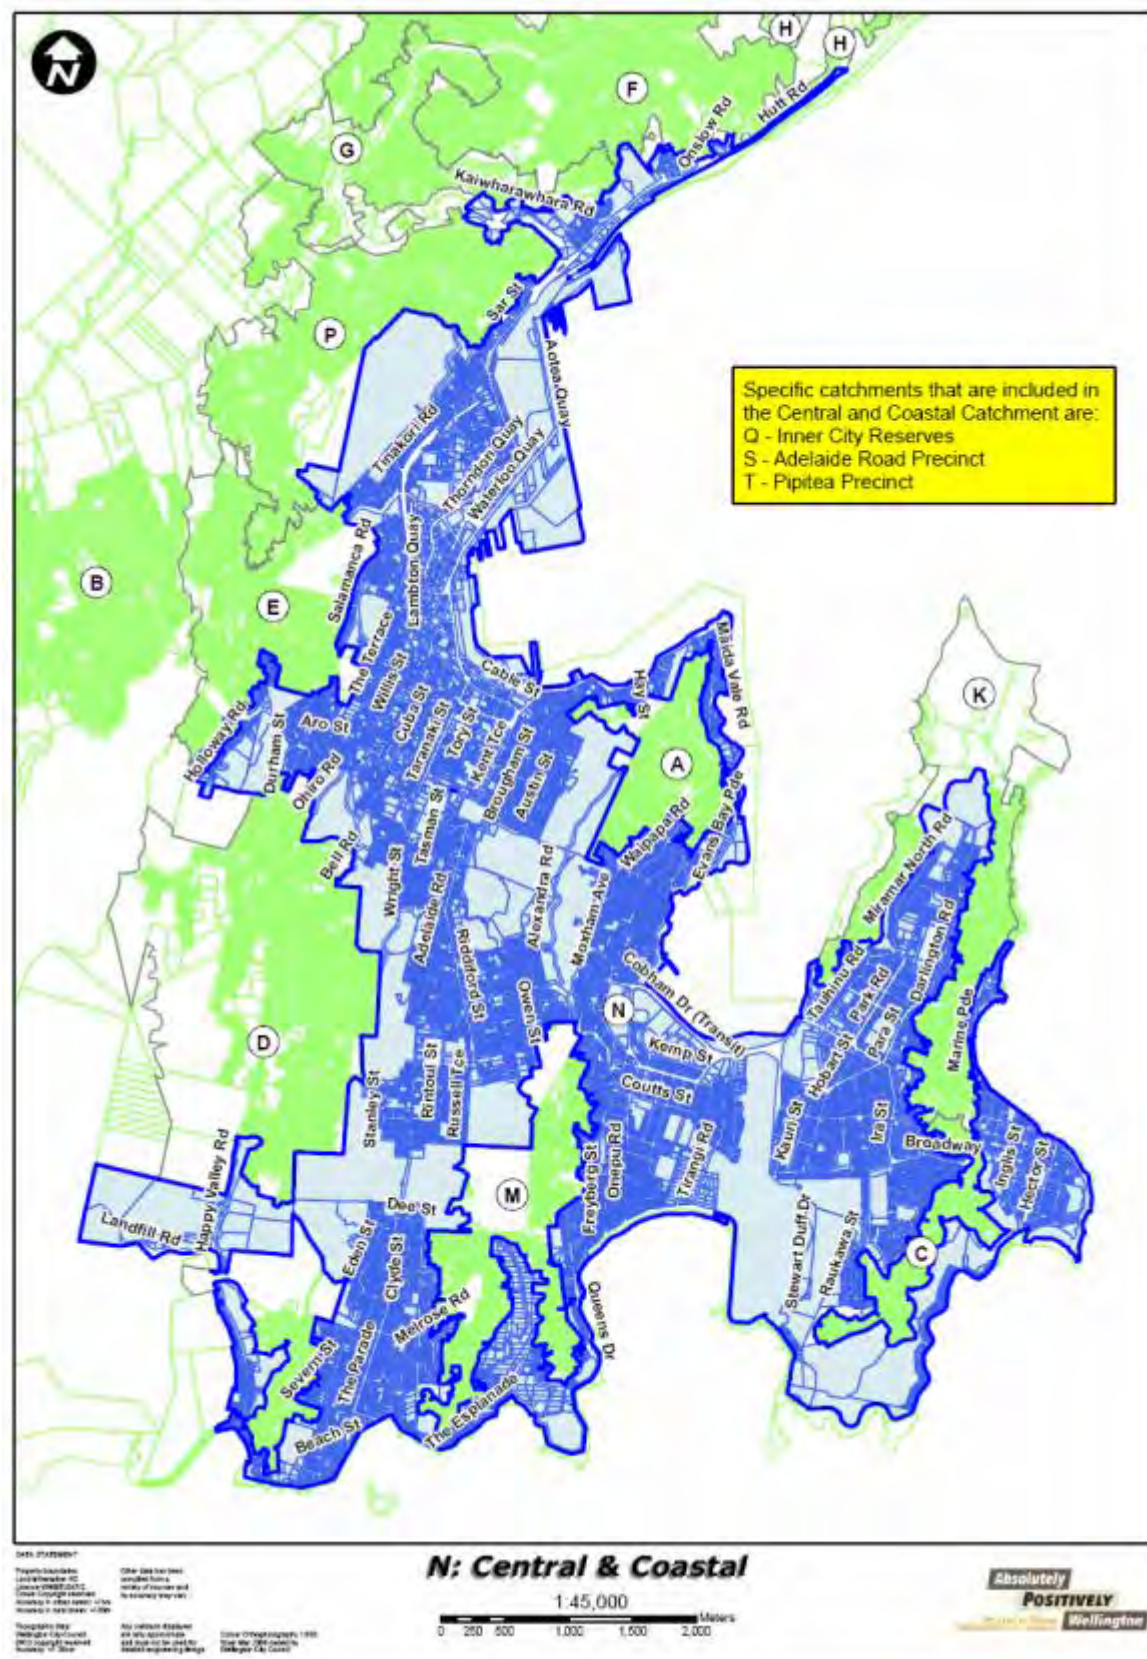 N
H
H
F
Onslow Rd
Hutt Rd
G
Kaiwharawhara Rd
P
Sar St
Aotea Quay
Specific catchments that are included in
the Central and Coastal Catchment are:
Q - Inner City Reserves
S - Adelaide Road Precinct
T - Pipitea Precinct
Tinakori Rd
Thorndon Quay
Waterloo Quay
Salamanca Rd
Lambton Quay
B
E
The Terrace
Willis St
Cable St
Hay St
Maida Vale Rd
K
Holloway Rd
Durham St
Aro St
Ohiro Rd
Cuba St
Taranaki St
Tory St
Kent Tce
Brougham St
Austin St
A
Bell Rd
Tasman St
Waipapa Rd
Evans Bay Pde
Wright St
Adelaide Rd
Alexandra Rd
Moxham Ave
Miramar North Rd
Darlington Rd
Riddiford St
Owen St
Cobham Dr (Transit)
N
Tauhinu Rd
Park Rd
Para St
Marine Pde
D
Kemp St
Hobart St
Stanley St
Rintoul St
Russell Tce
Coutts St
Kauri St
Ira St
Broadway
Happy Valley Rd
Landfill Rd
M
Freyberg St
Onepu Rd
Tirangi Rd
Inglis St
Hector St
Dee St
Eden St
Clyde St
Stewart Duff Dr
Raukawa St
C
Melrose Rd
Queens Dr
Severn St
The Parade
Beach St
The Esplanade
DATA STATEMENT
N: Central & Coastal
1:45,000
Meters
0 250 500 1,000 1,500 2,000
Absolutely
POSITIVELY
Wellington